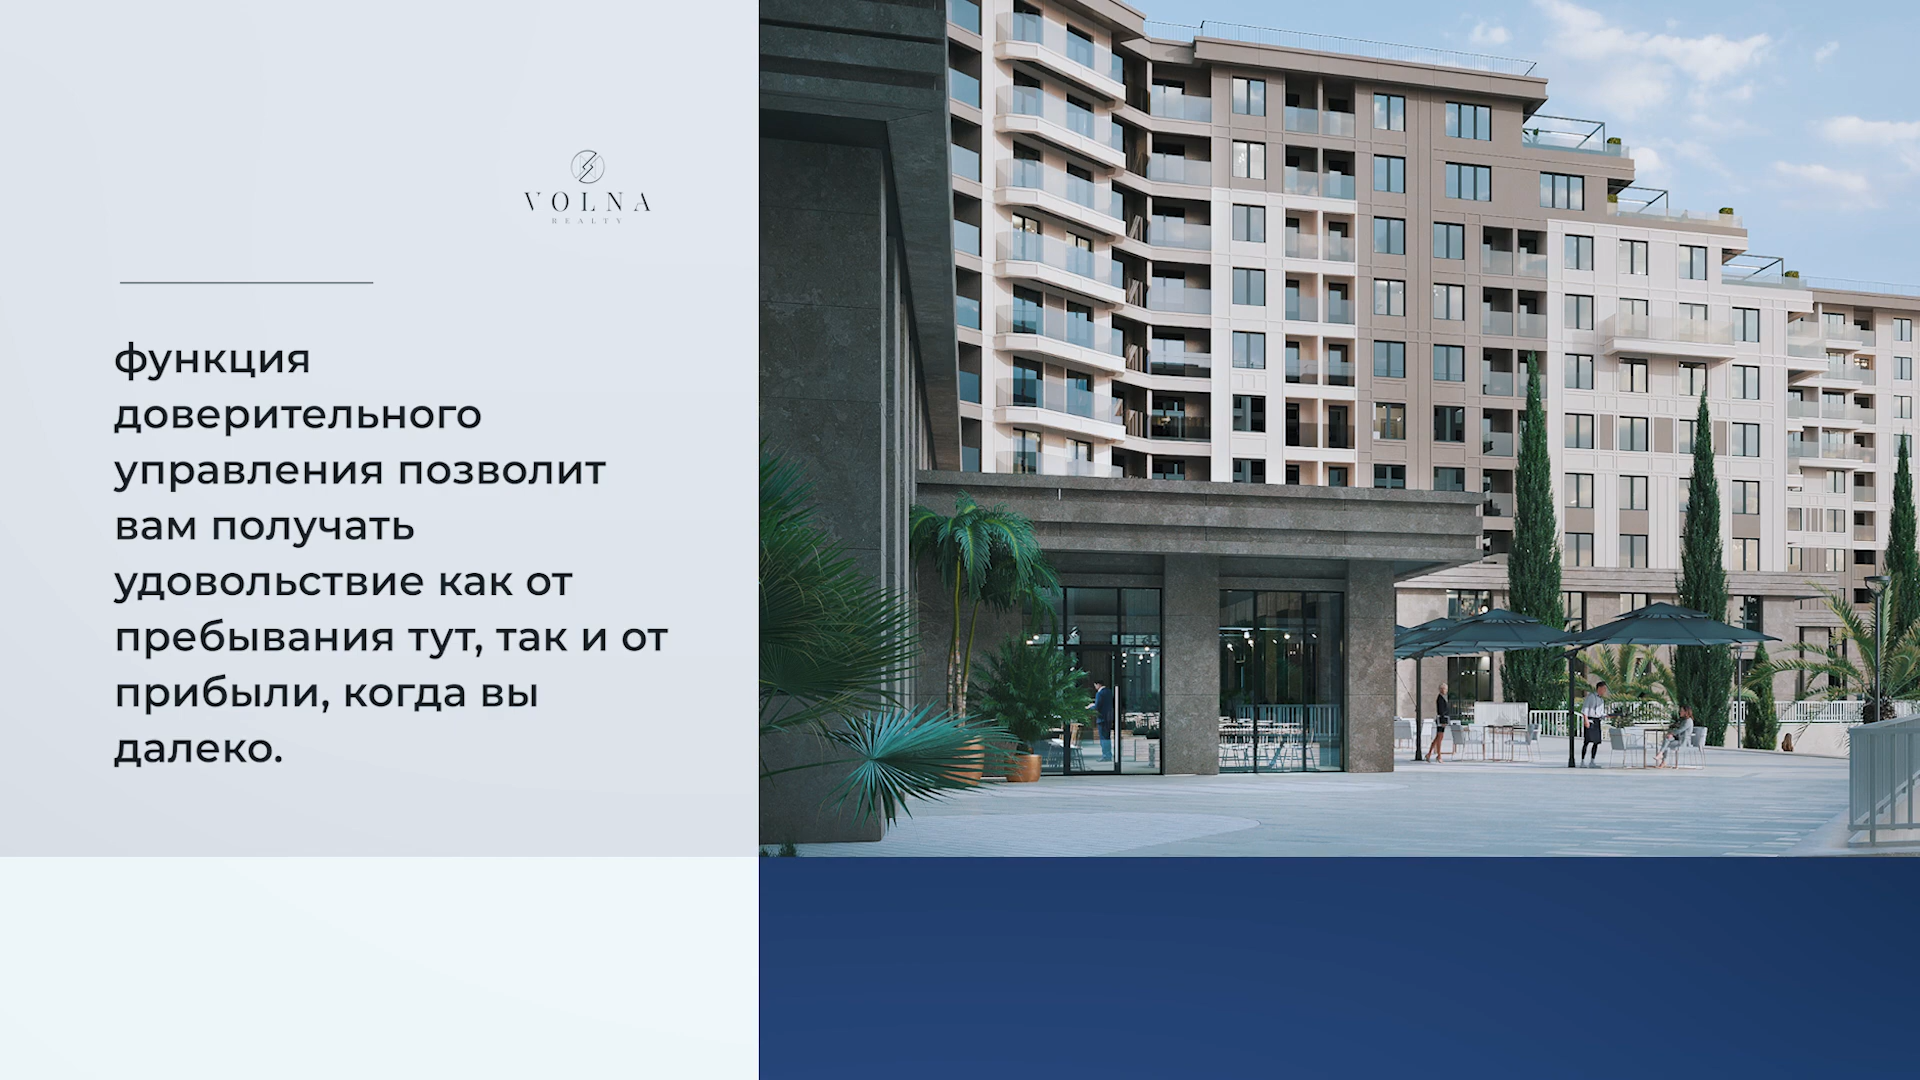 VOLNA
REALTY
функция
доверительного
управления позволит
вам получать
удовольствие как от
пребывания тут, так и от
прибыли, когда вы
далеко.